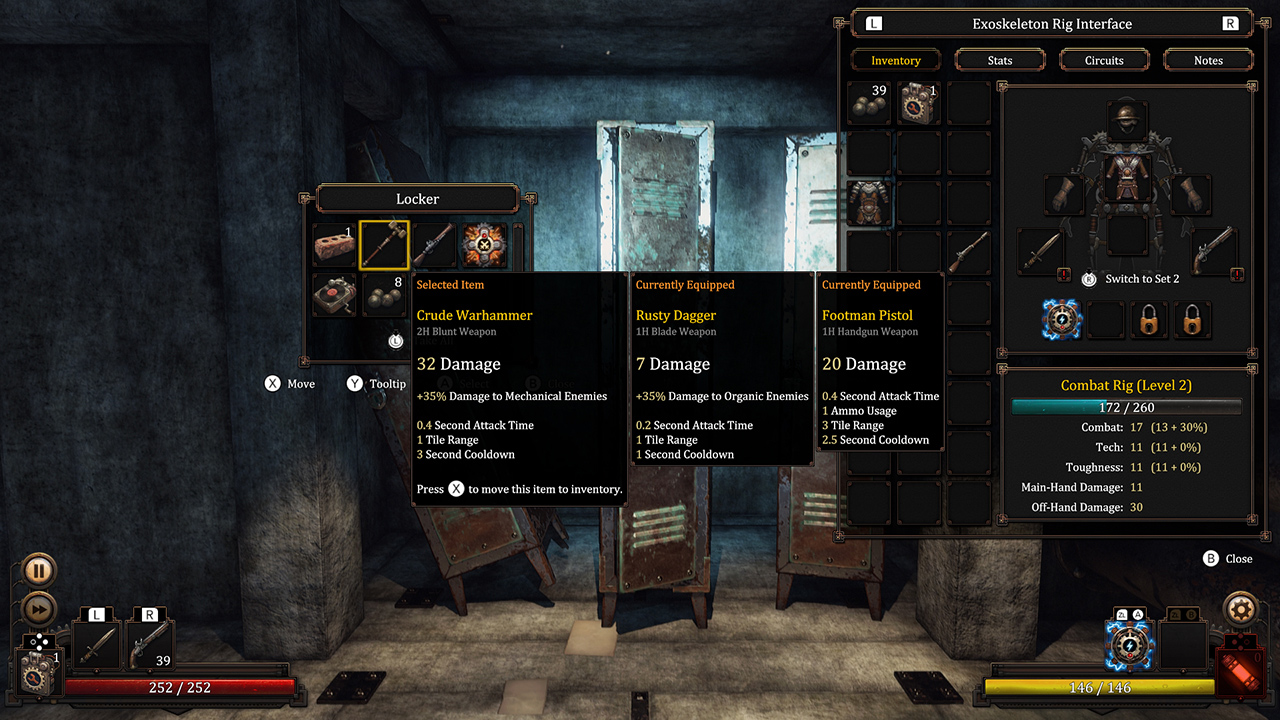 L
Exoskeleton Rig Interface
R
Inventory
Stats
Circuits
Notes
39
1
Locker
1
8
L
X Move
Y Tooltip
Selected Item
Crude Warhammer
2H Blunt Weapon
32 Damage
+35% Damage to Mechanical Enemies
0.4 Second Attack Time
1 Tile Range
3 Second Cooldown
Press X to move this item to inventory.
Currently Equipped
Rusty Dagger
1H Blade Weapon
7 Damage
+35% Damage to Organic Enemies
0.2 Second Attack Time
1 Tile Range
1 Second Cooldown
Currently Equipped
Footman Pistol
1H Handgun Weapon
20 Damage
0.4 Second Attack Time
1 Ammo Usage
3 Tile Range
2.5 Second Cooldown
R Switch to Set 2
Combat Rig (Level 2)
172 / 260
Combat: 17 (13 + 30%)
Tech: 11 (11 + 0%)
Toughness: 11 (11 + 0%)
Main-Hand Damage: 11
Off-Hand Damage: 30
B Close
L
R
1
39
252 / 252
ZL A
146 / 146